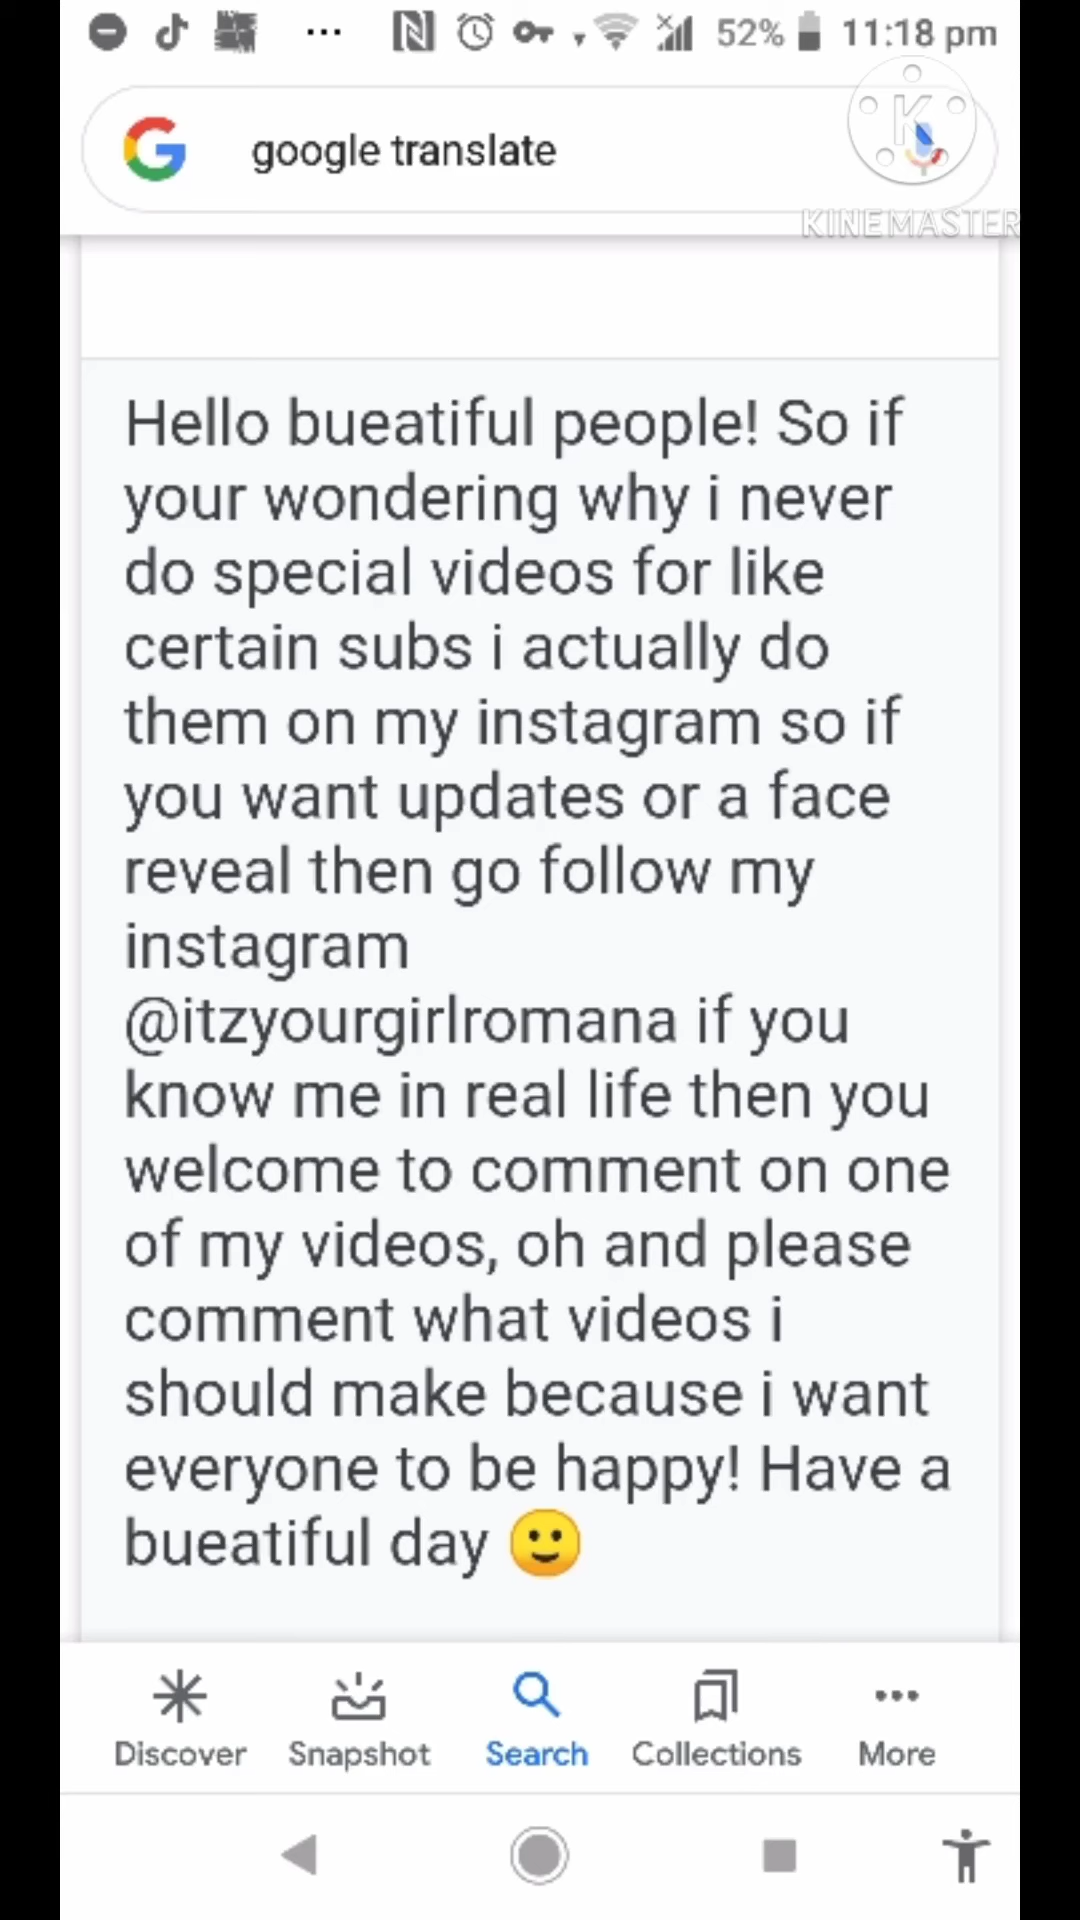 52% 11:18 pm
google translate
K
KINEMASTER
Hello bueatiful people! So if
your wondering why i never
do special videos for like
certain subs i actually do
them on my instagram so if
you want updates or a face
reveal then go follow my
instagram
@itzyourgirlromana if you
know me in real life then you
welcome to comment on one
of my videos, oh and please
comment what videos i
should make because i want
everyone to be happy! Have a
bueatiful day 🙂
Discover Snapshot Search Collections More